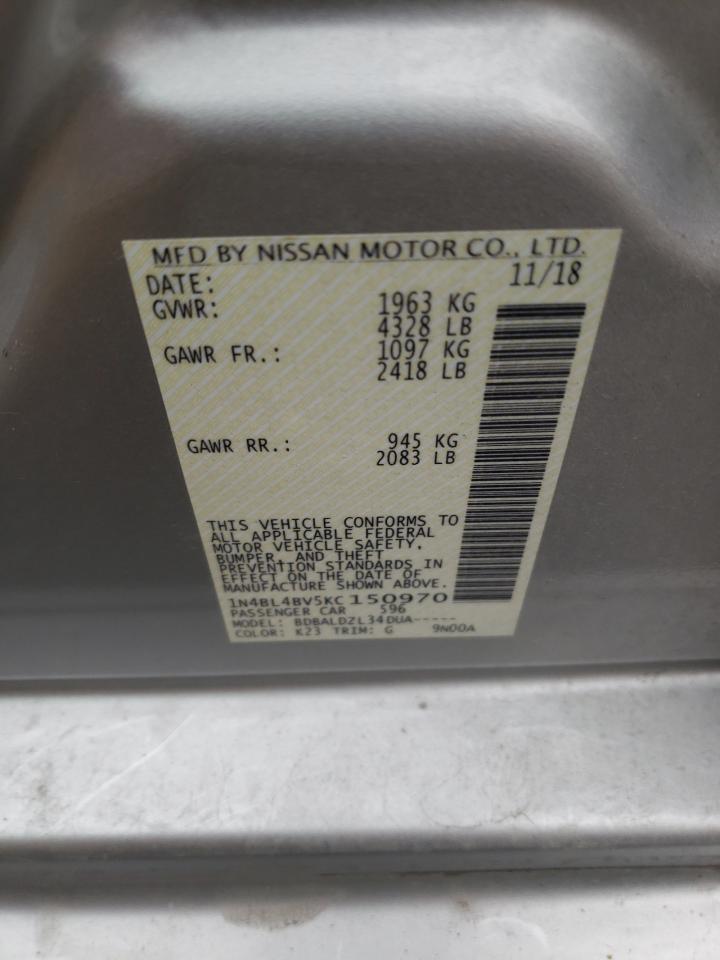 MFD BY NISSAN MOTOR CO., LTD.
DATE: 11/18
GVWR: 1963 KG
4328 LB
GAWR FR.: 1097 KG
2418 LB
GAWR RR.: 945 KG
2083 LB
THIS VEHICLE CONFORMS TO
ALL APPLICABLE FEDERAL
MOTOR VEHICLE SAFETY,
BUMPER, AND THEFT
PREVENTION STANDARDS IN
EFFECT ON THE DATE OF
MANUFACTURE SHOWN ABOVE.
1N4BL4BV5KC150970
PASSENGER CAR 596
MODEL: BDBALDZL34DUA-----
COLOR: K23 TRIM: G 9N00A